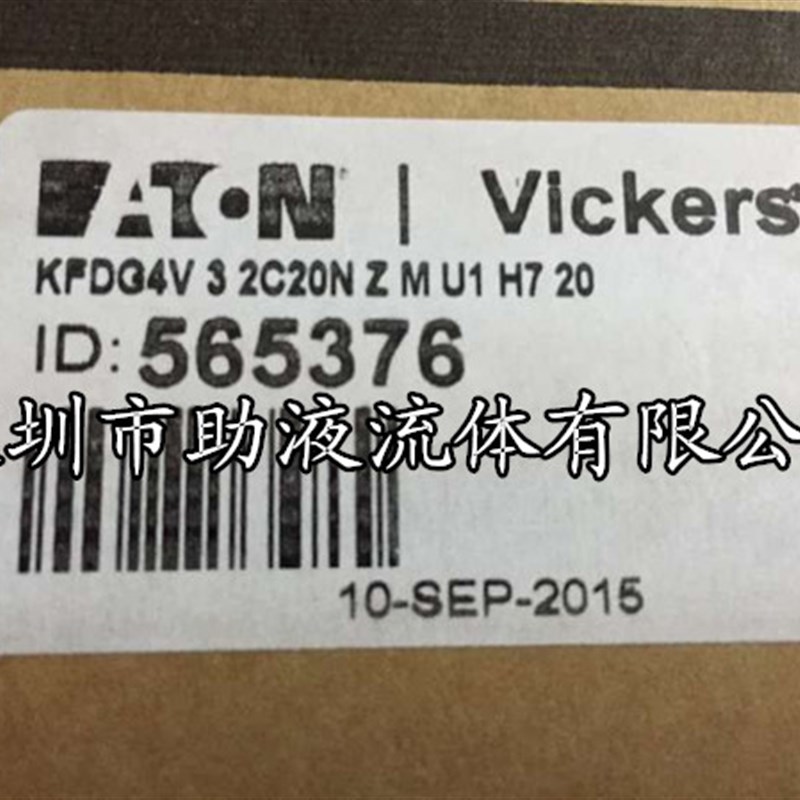 EATON | Vickers
KFDG4V 3 2C20N Z M U1 H7 20
ID: 565376
圳市助液流体有限公
10-SEP-2015